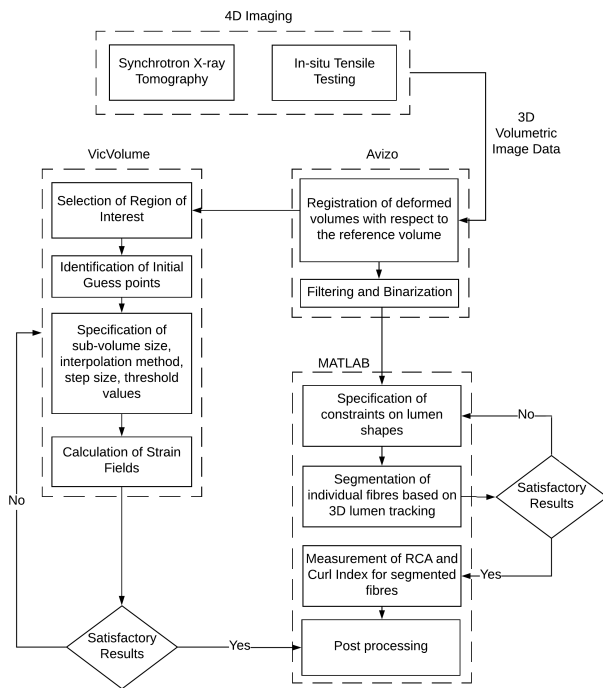 4D Imaging
Synchrotron X-ray
Tomography
In-situ Tensile
Testing
3D
Volumetric
Image Data
VicVolume
Avizo
Selection of Region of
Interest
Registration of deformed
volumes with respect to
the reference volume
Identification of Initial
Guess points
Filtering and Binarization
Specification of
sub-volume size,
interpolation method,
step size, threshold
values
MATLAB
Specification of
constraints on lumen
shapes
No
Calculation of Strain
Fields
Segmentation of
individual fibres based on
3D lumen tracking
Satisfactory
Results
No
Measurement of RCA and
Curl Index for segmented
fibres
Yes
Satisfactory
Results
Yes
Post processing